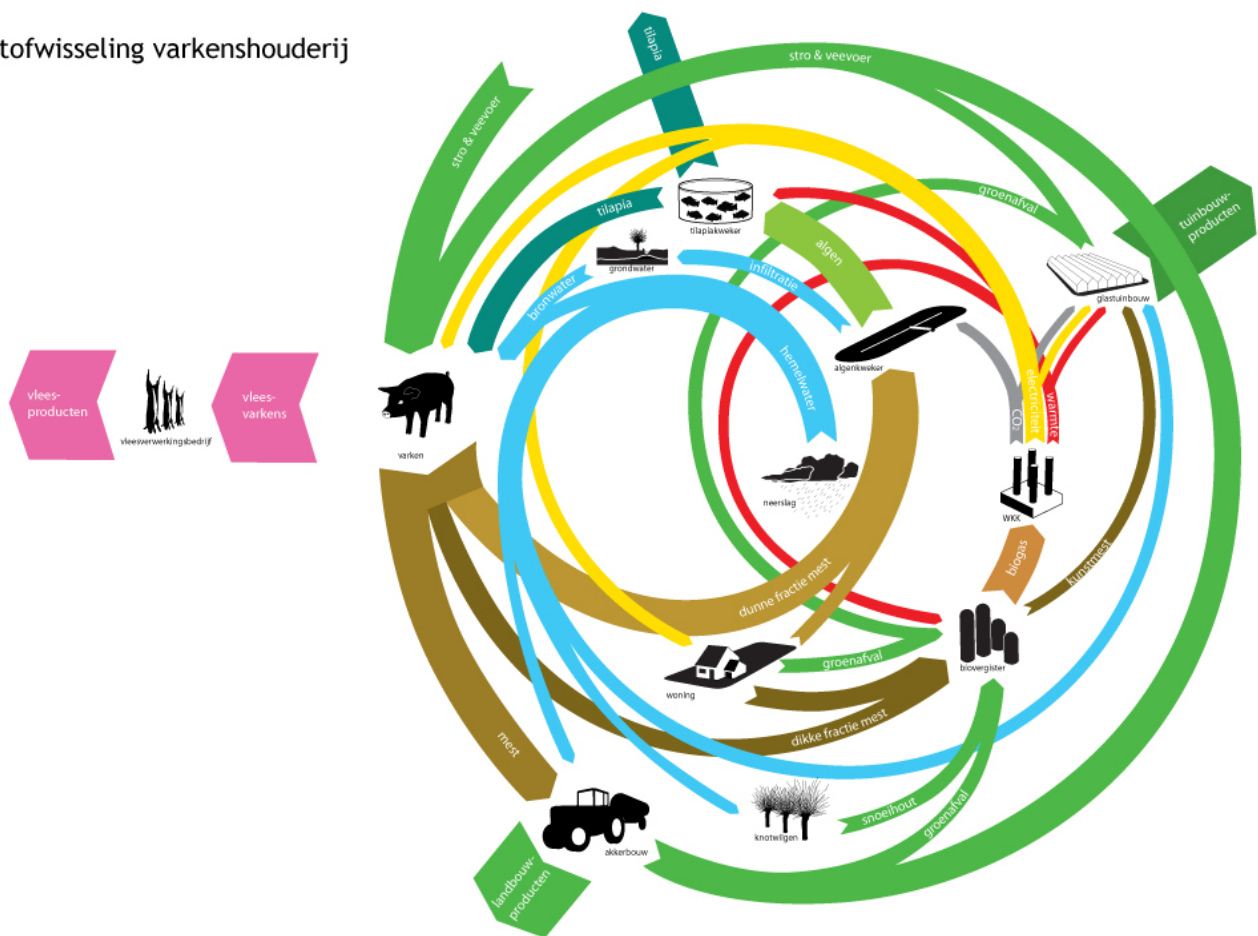 tofwisseling varkenshouderij
tilapia
stro & veevoer
stro & veevoer
tilapia
tilapiakweker
groenafval
tuinbouw-
producten
grondwater
infiltratie
algen
bronwater
glastuinbouw
hemelwater
algenkweker
vlees-
producten
vleesverwerkingsbedrijf
vlees-
varkens
varken
CO₂
electriciteit
warmte
neerslag
WKK
biogas
kunstmest
dunne fractie mest
woning
groenafval
biovergister
dikke fractie mest
mest
knotwilgen
snoeihout
groenafval
akkerbouw
landbouw-
producten